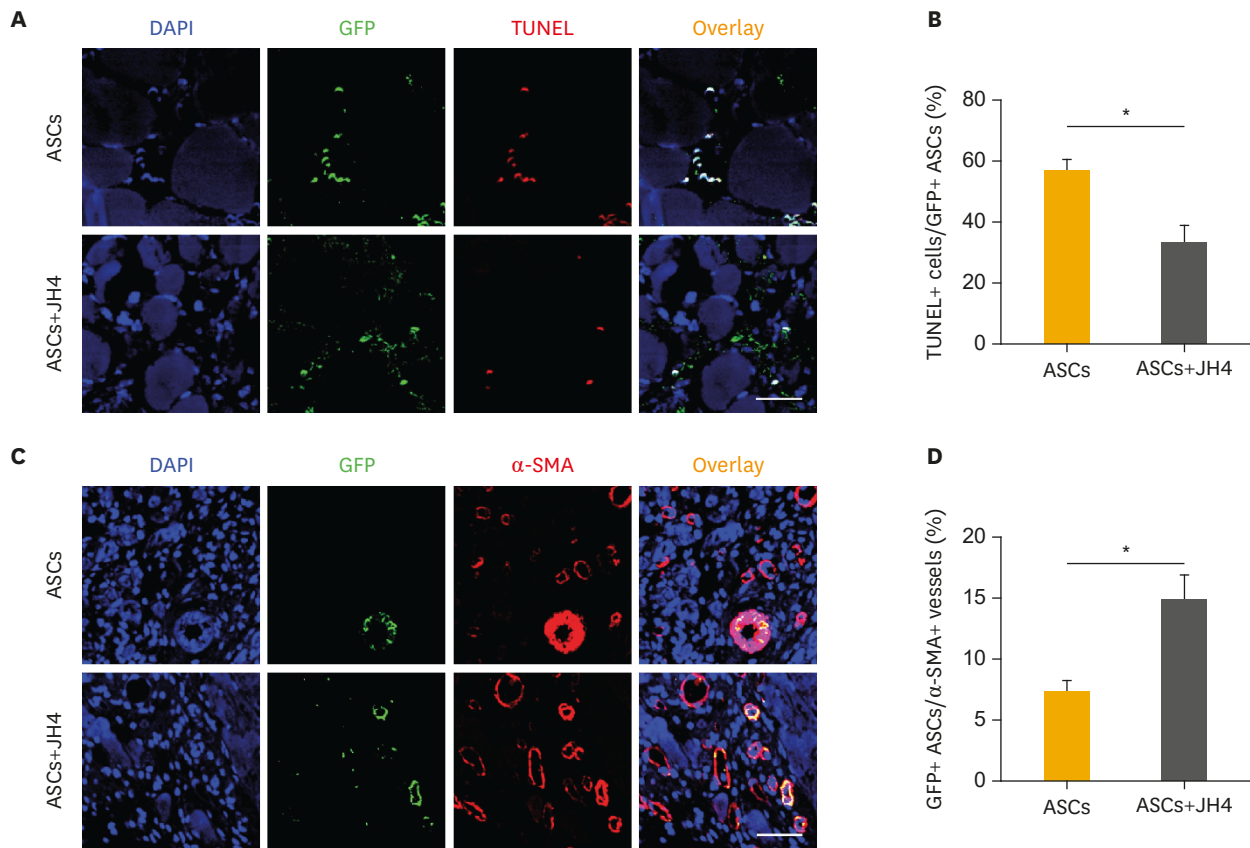 A
DAPI GFP TUNEL Overlay
ASCs
ASCs+JH4
B
TUNEL+ cells/GFP+ ASCs (%)
80
60
40
20
0
*
ASCs ASCs+JH4
C
DAPI GFP α-SMA Overlay
ASCs
ASCs+JH4
D
GFP+ ASCs/α-SMA+ vessels (%)
20
15
10
5
0
*
ASCs ASCs+JH4